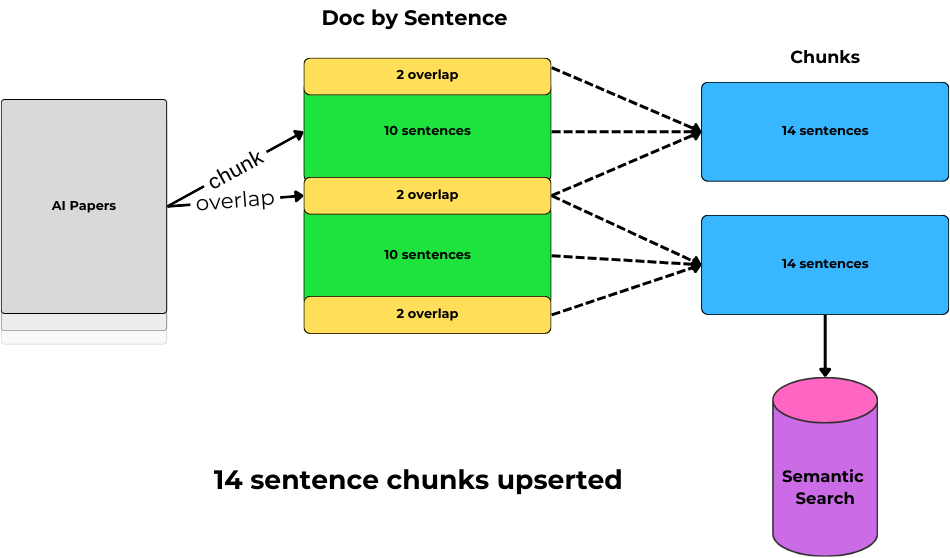 Doc by Sentence
Chunks
AI Papers
chunk
overlap
2 overlap
10 sentences
2 overlap
10 sentences
2 overlap
14 sentences
14 sentences
14 sentence chunks upserted
Semantic
Search